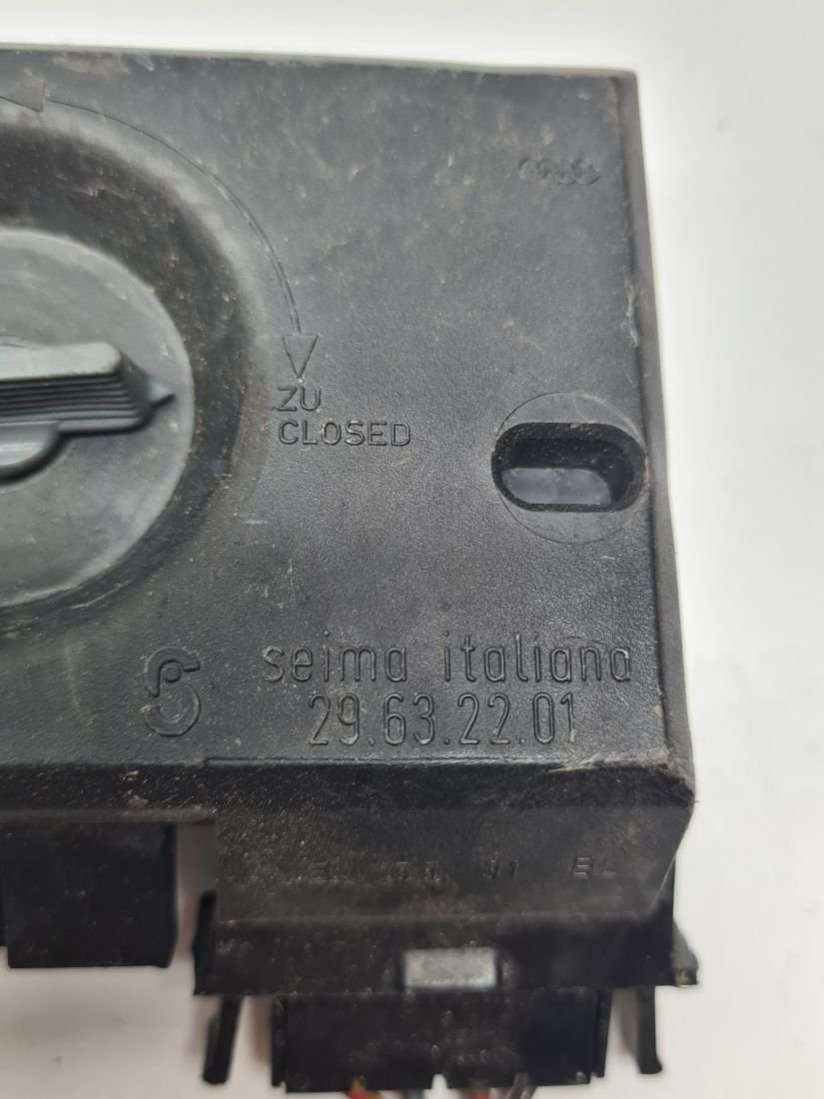 ZU
CLOSED
seima italiana
29.63.22.01